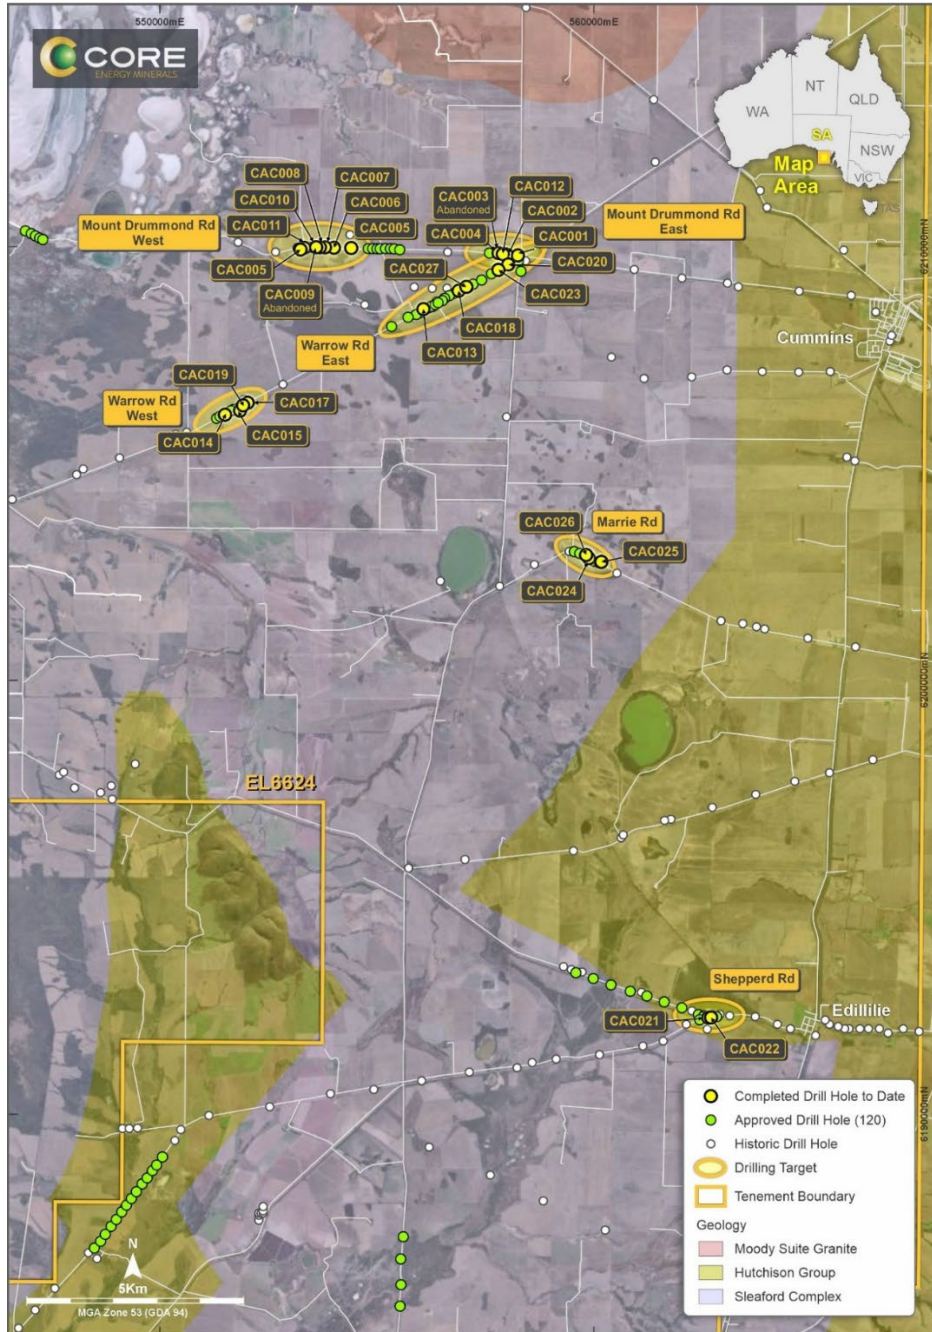 550000mE
560000mE
CORE
ENERGY MINERALS
WA
NT
QLD
SA
NSW
VIC
TAS
Map
Area
CAC008
CAC007
CAC010
CAC006
CAC011
CAC005
CAC005
CAC009
Abandoned
Mount Drummond Rd
West
CAC003
Abandoned
CAC012
CAC002
CAC004
CAC001
Mount Drummond Rd
East
CAC027
CAC020
CAC023
CAC018
CAC013
6210000mN
Cummins
Warrow Rd
East
CAC019
Warrow Rd
West
CAC017
CAC014
CAC015
CAC026
Marrie Rd
CAC025
CAC024
6200000mN
EL6624
Shepperd Rd
CAC021
Edillilie
CAC022
6190000mN
Completed Drill Hole to Date
Approved Drill Hole (120)
Historic Drill Hole
Drilling Target
Tenement Boundary
Geology
Moody Suite Granite
Hutchison Group
Sleaford Complex
N
5Km
MGA Zone 53 (GDA 94)